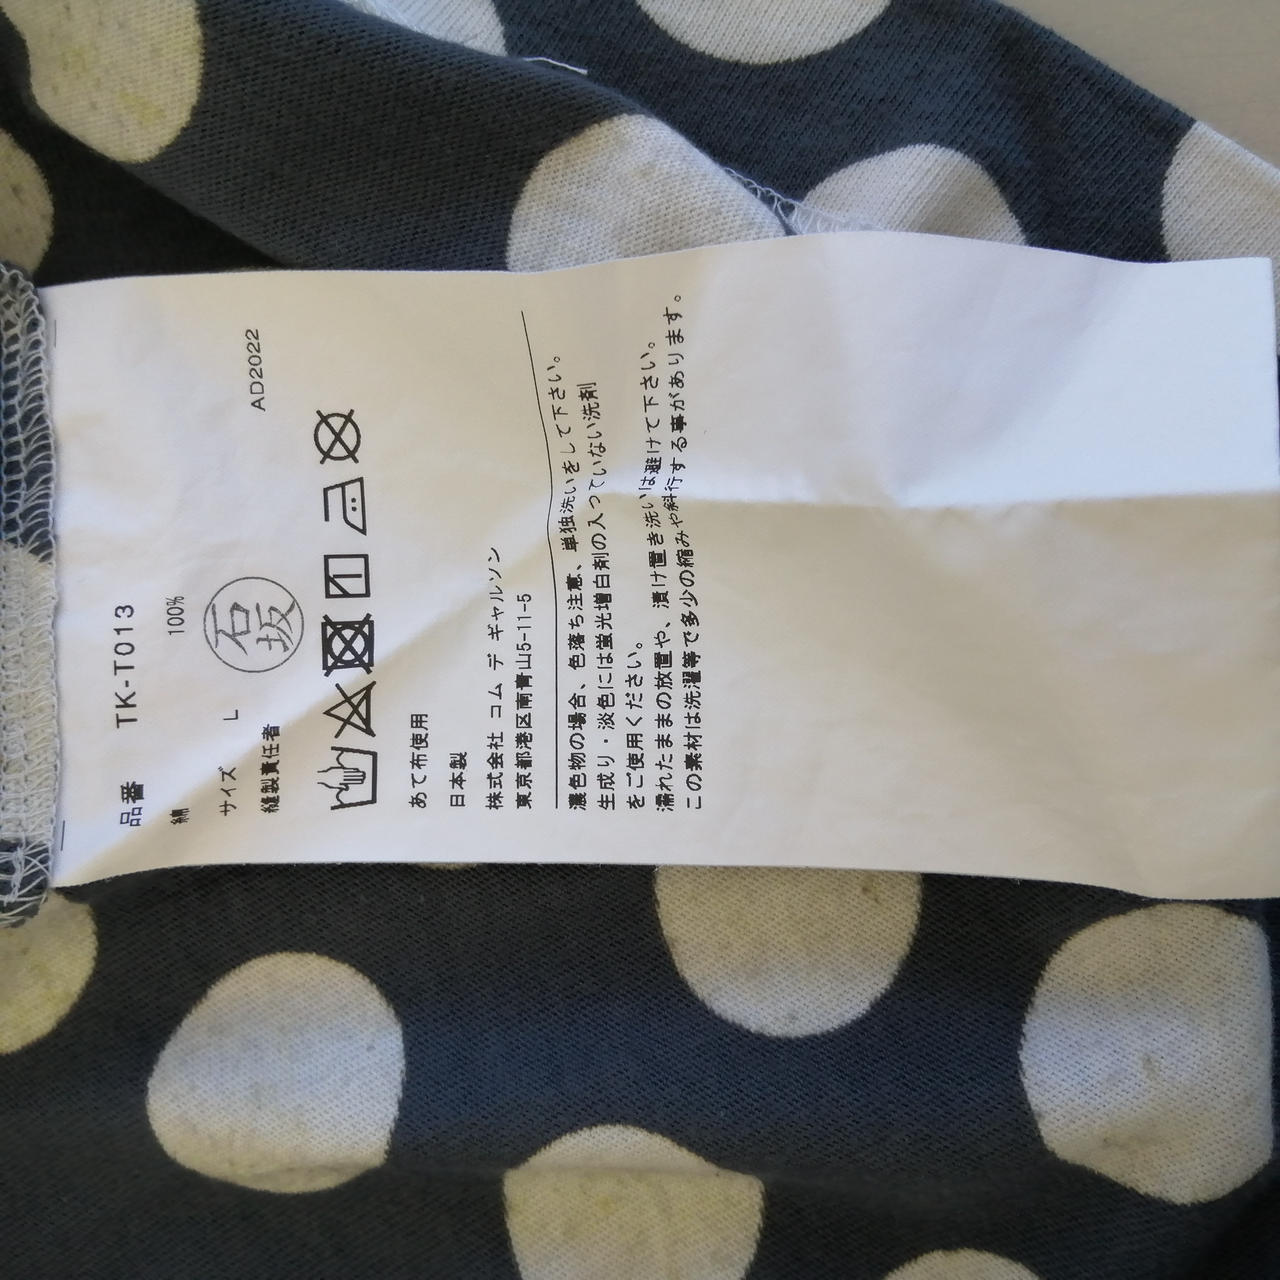 品番 TK-T013
綿 100%
サイズ L
縫製責任者 石坂 AD2022
あて布使用
日本製
株式会社 コム デ ギャルソン
東京都港区南青山5-11-5
濃色物の場合、色落ち注意、単独洗いをして下さい。
生成り・淡色には蛍光増白剤の入っていない洗剤
をご使用ください。
濡れたままの放置や、漬け置き洗いは避けて下さい。
この素材は洗濯等で多少の縮みや斜行する事があります。